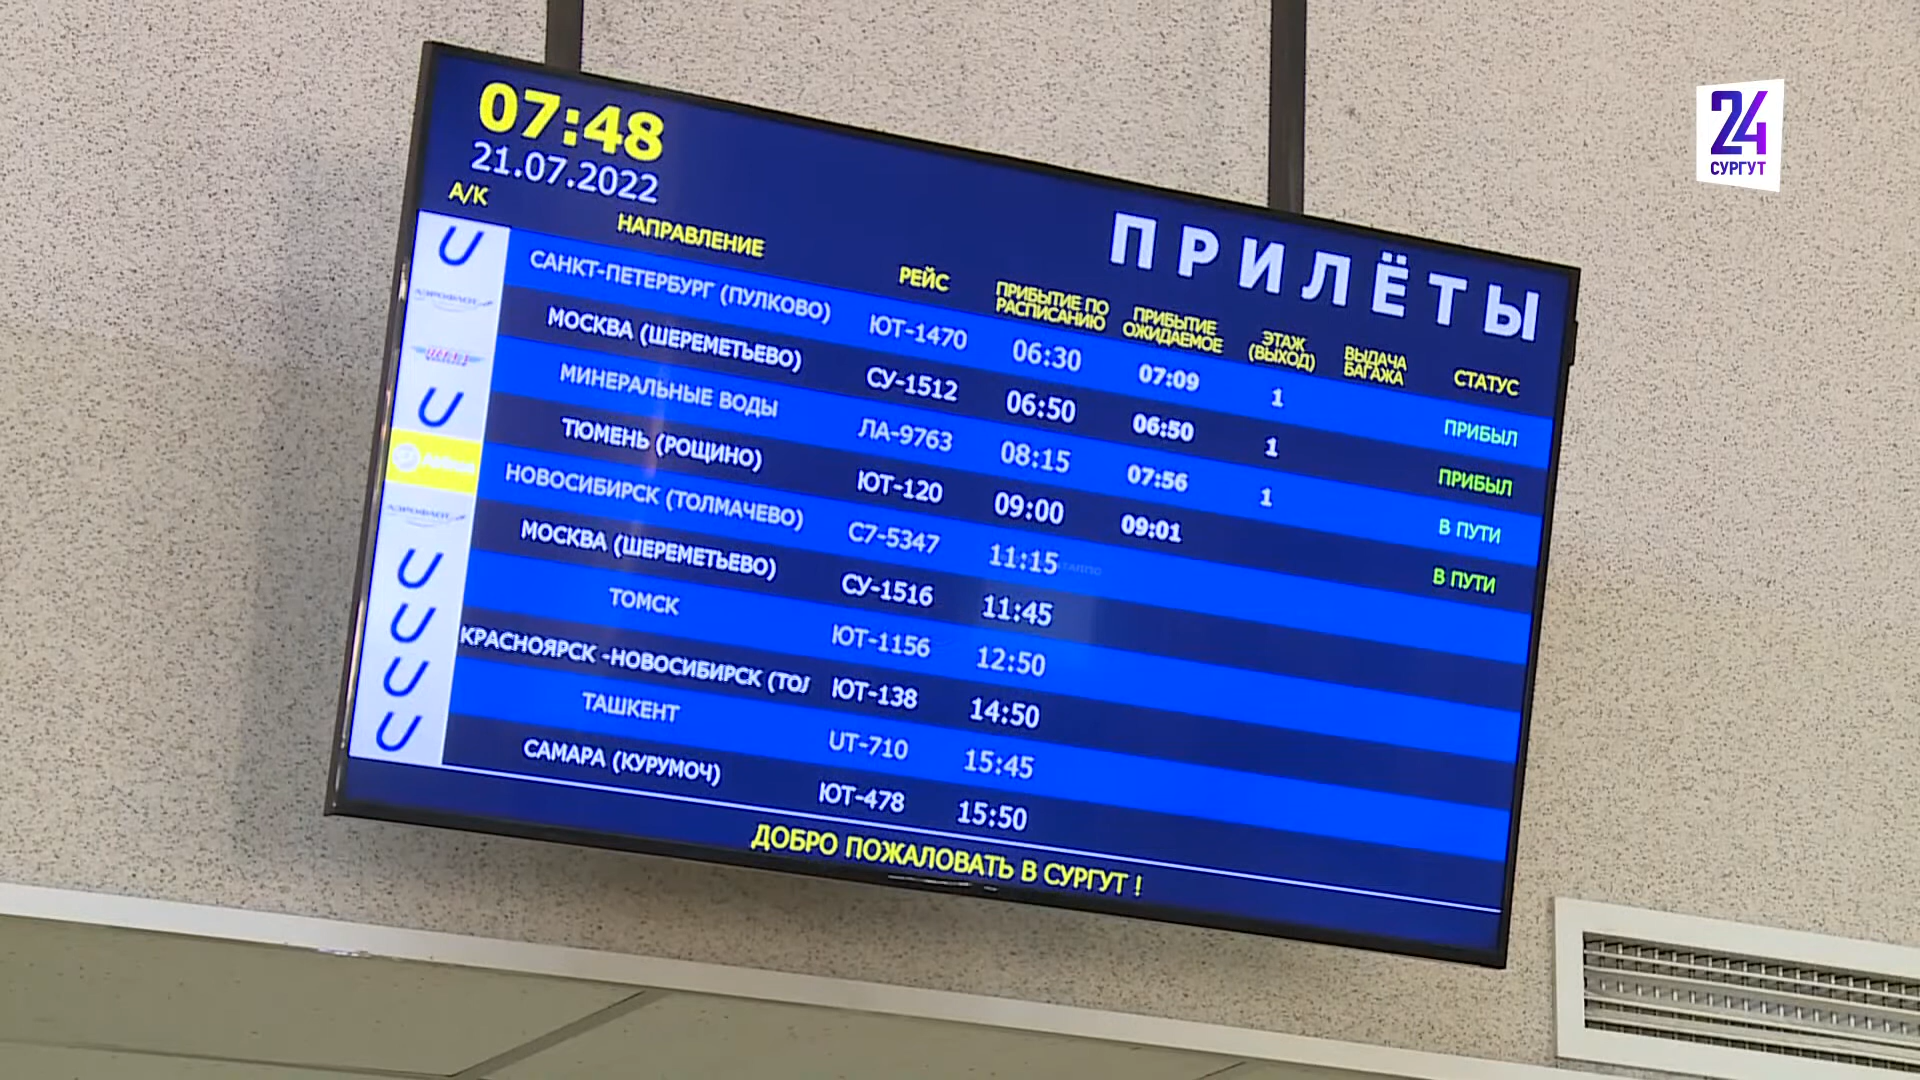 07:48
21.07.2022
ПРИЛЁТЫ
А/К НАПРАВЛЕНИЕ РЕЙС ПРИБЫТИЕ ПО РАСПИСАНИЮ ПРИБЫТИЕ ОЖИДАЕМОЕ ЭТАЖ (ВЫХОД) ВЫДАЧА БАГАЖА СТАТУС
САНКТ-ПЕТЕРБУРГ (ПУЛКОВО) ЮТ-1470 06:30 07:09 1 ПРИБЫЛ
АЭРОФЛОТ МОСКВА (ШЕРЕМЕТЬЕВО) СУ-1512 06:50 06:50 1 ПРИБЫЛ
МИНЕРАЛЬНЫЕ ВОДЫ ЛА-9763 08:15 07:56 1 В ПУТИ
ТЮМЕНЬ (РОЩИНО) ЮТ-120 09:00 09:01 В ПУТИ
НОВОСИБИРСК (ТОЛМАЧЕВО) С7-5347 11:15
АЭРОФЛОТ МОСКВА (ШЕРЕМЕТЬЕВО) СУ-1516 11:45
ТОМСК ЮТ-1156 12:50
КРАСНОЯРСК -НОВОСИБИРСК (ТОЛ ЮТ-138 14:50
ТАШКЕНТ UT-710 15:45
САМАРА (КУРУМОЧ) ЮТ-478 15:50
ДОБРО ПОЖАЛОВАТЬ В СУРГУТ !
24
СУРГУТ